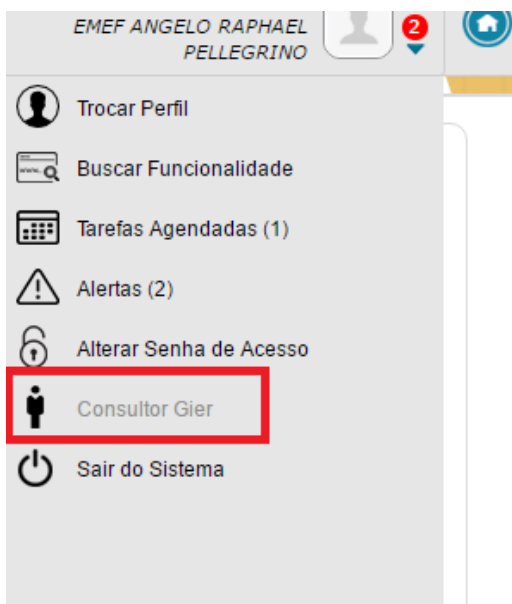 EMEF ANGELO RAPHAEL
PELLEGRINO
2
Trocar Perfil
Buscar Funcionalidade
Tarefas Agendadas (1)
Alertas (2)
Alterar Senha de Acesso
Consultor Gier
Sair do Sistema